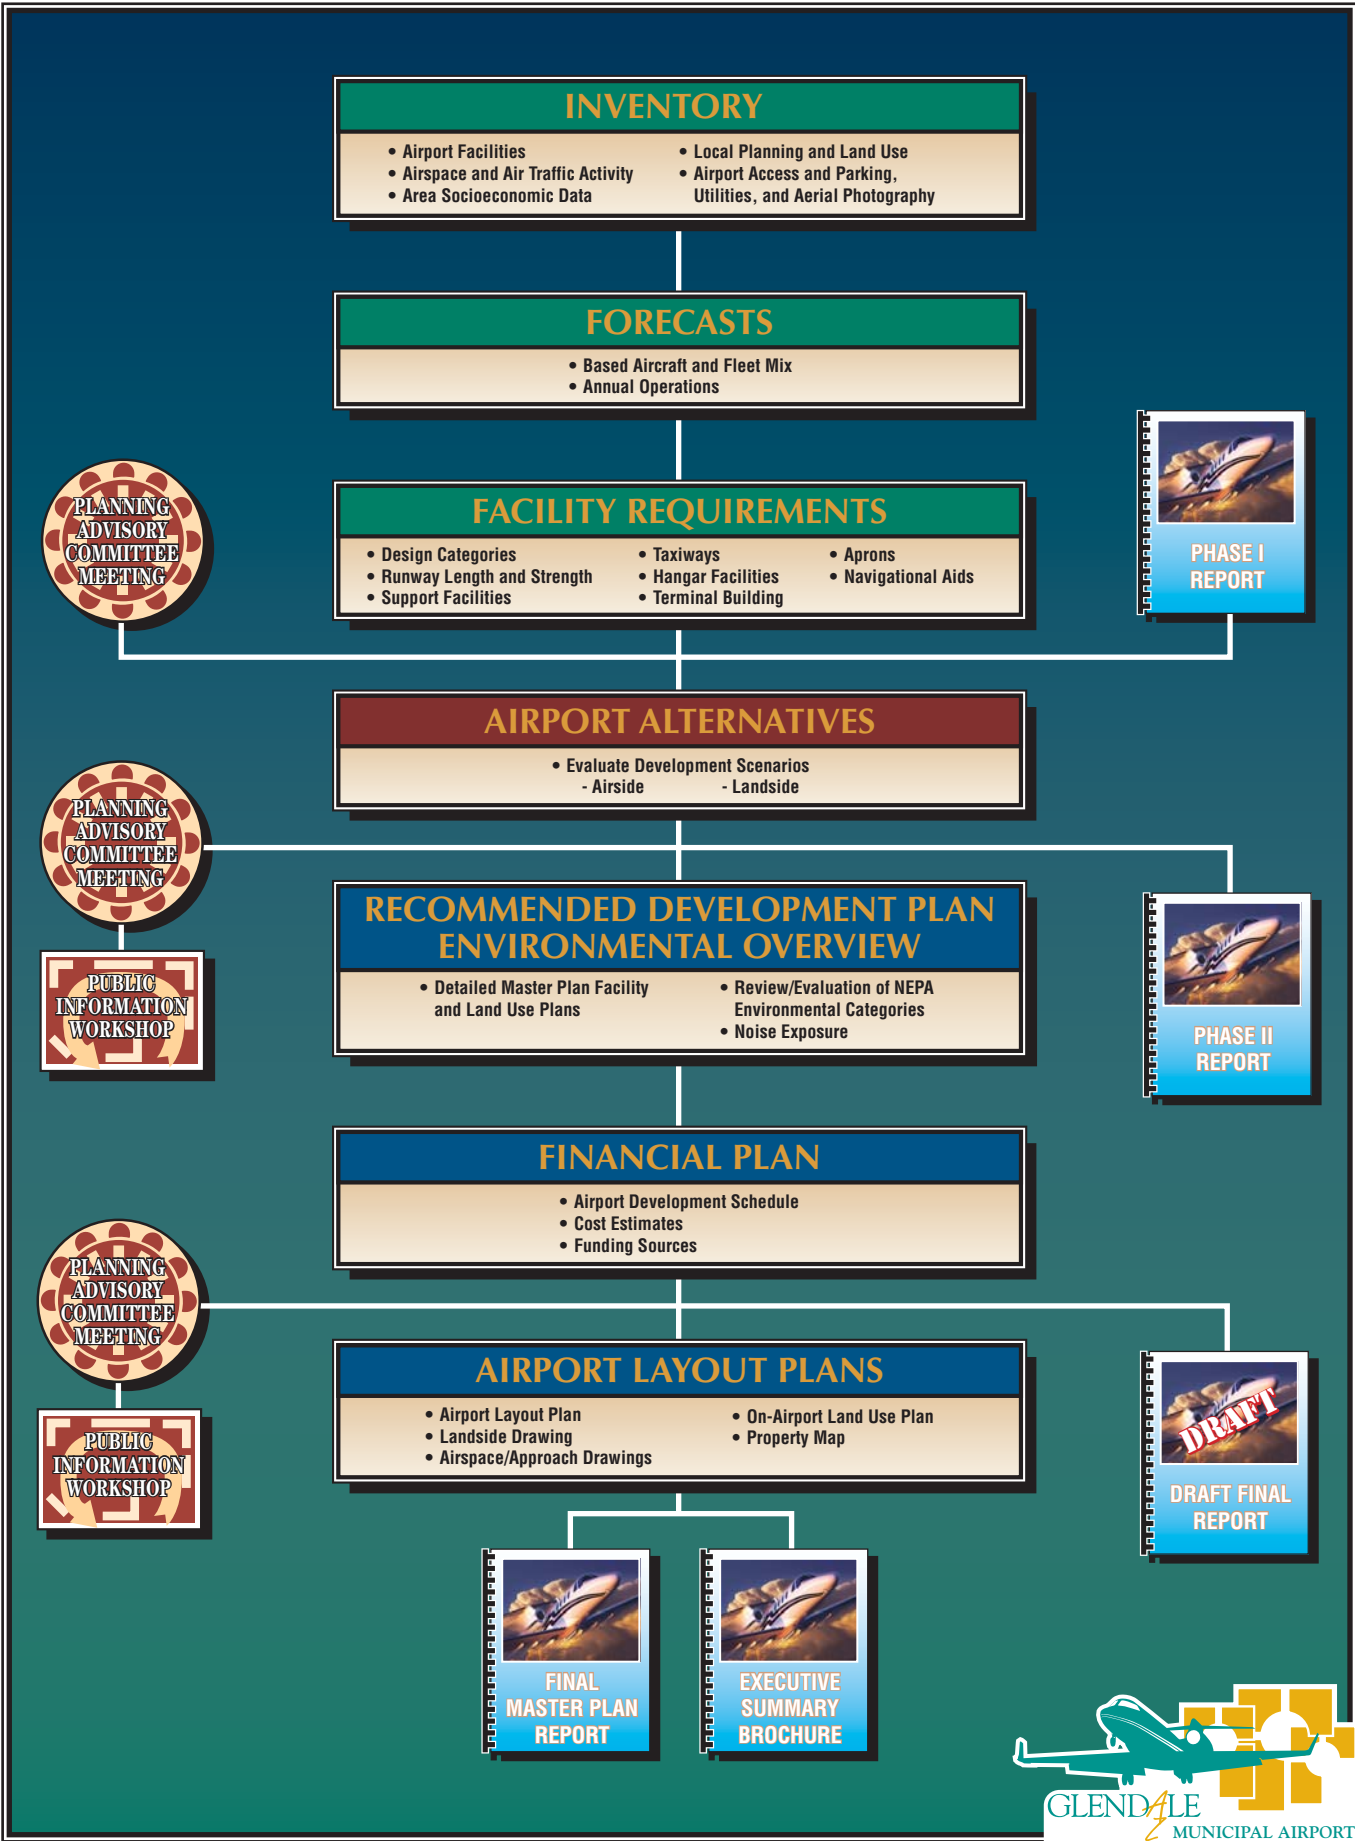 INVENTORY
• Airport Facilities
• Airspace and Air Traffic Activity
• Area Socioeconomic Data
• Local Planning and Land Use
• Airport Access and Parking,
Utilities, and Aerial Photography
FORECASTS
• Based Aircraft and Fleet Mix
• Annual Operations
PLANNING
ADVISORY
COMMITTEE
MEETING
FACILITY REQUIREMENTS
• Design Categories
• Runway Length and Strength
• Support Facilities
• Taxiways
• Hangar Facilities
• Terminal Building
• Aprons
• Navigational Aids
PHASE I
REPORT
AIRPORT ALTERNATIVES
• Evaluate Development Scenarios
- Airside - Landside
PLANNING
ADVISORY
COMMITTEE
MEETING
PUBLIC
INFORMATION
WORKSHOP
RECOMMENDED DEVELOPMENT PLAN
ENVIRONMENTAL OVERVIEW
• Detailed Master Plan Facility
and Land Use Plans
• Review/Evaluation of NEPA
Environmental Categories
• Noise Exposure
PHASE II
REPORT
FINANCIAL PLAN
• Airport Development Schedule
• Cost Estimates
• Funding Sources
PLANNING
ADVISORY
COMMITTEE
MEETING
PUBLIC
INFORMATION
WORKSHOP
AIRPORT LAYOUT PLANS
• Airport Layout Plan
• Landside Drawing
• Airspace/Approach Drawings
• On-Airport Land Use Plan
• Property Map
DRAFT
DRAFT FINAL
REPORT
FINAL
MASTER PLAN
REPORT
EXECUTIVE
SUMMARY
BROCHURE
GLENDALE
MUNICIPAL AIRPORT